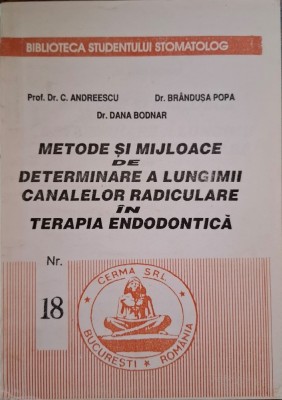 BIBLIOTECA STUDENTULUI STOMATOLOG
Prof. Dr. C. ANDREESCU Dr. BRÂNDUȘA POPA
Dr. DANA BODNAR
METODE ȘI MIJLOACE
DE
DETERMINARE A LUNGIMII
CANALELOR RADICULARE
ÎN
TERAPIA ENDODONTICĂ
Nr.
18
CERMA SRL
BUCUREȘTI • ROMÂNIA